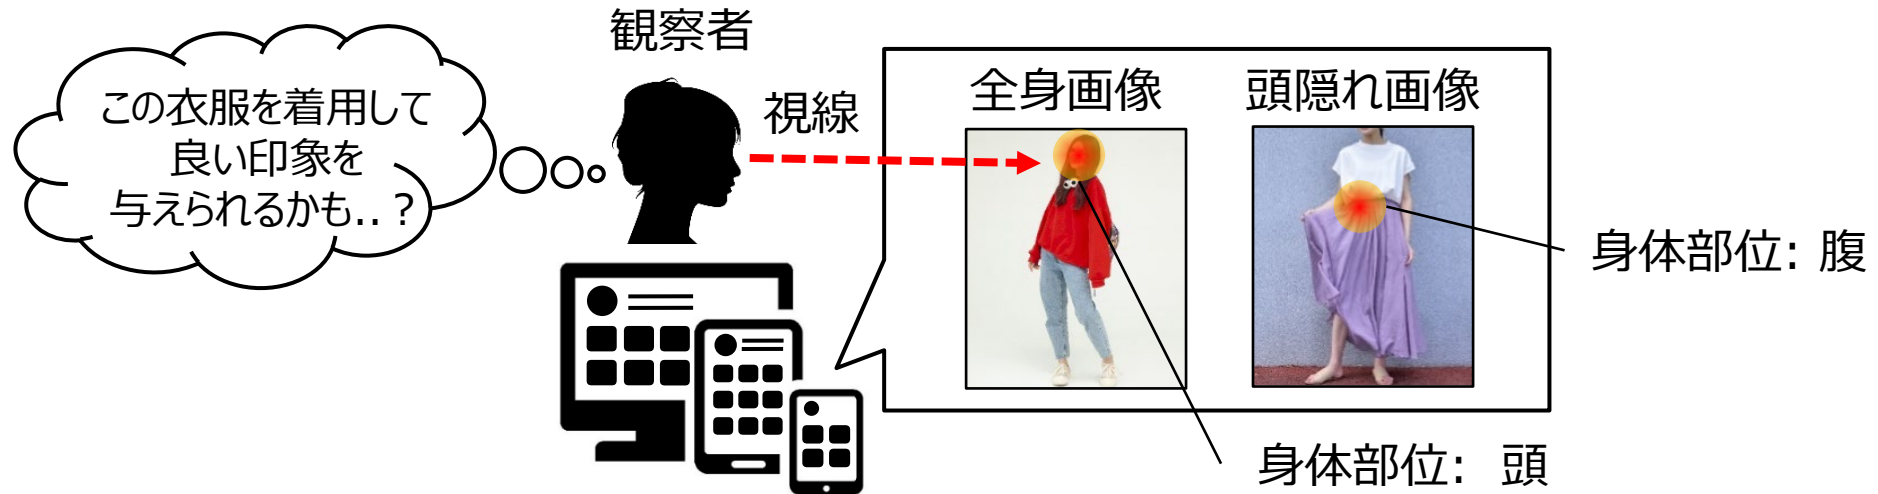 観察者
この衣服を着用して
良い印象を
与えられるかも..？
視線
全身画像
頭隠れ画像
身体部位: 腹
身体部位: 頭